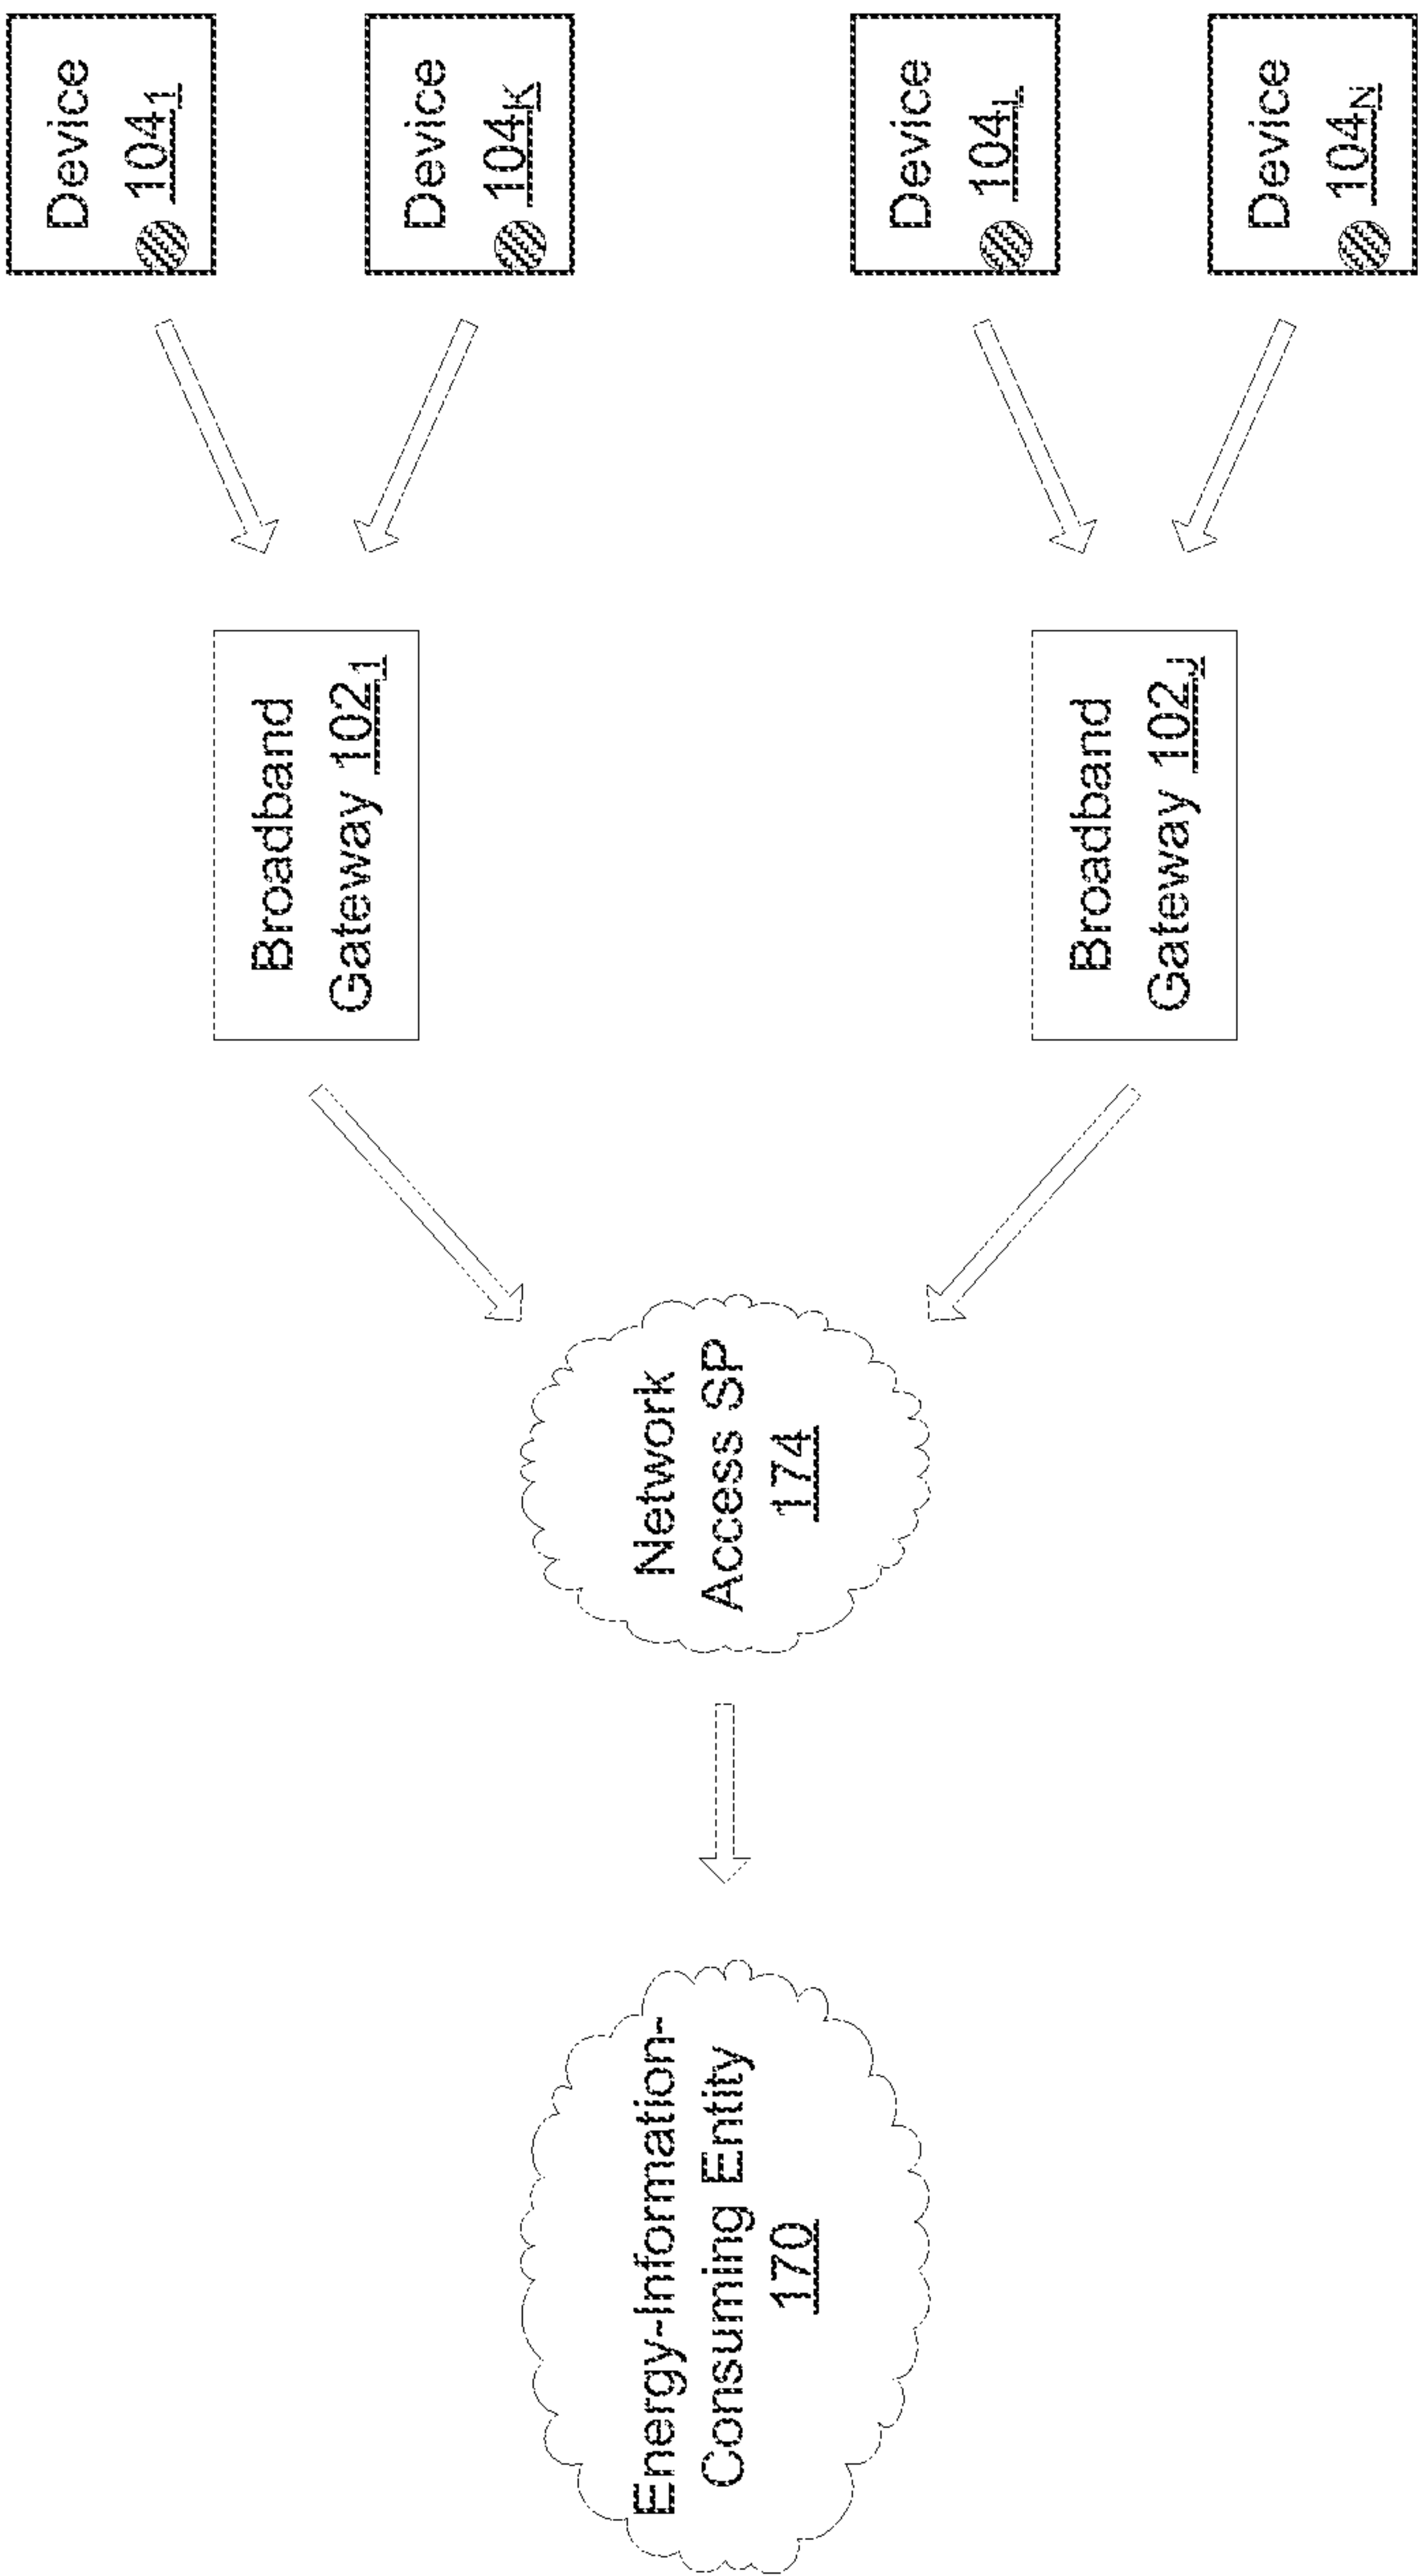 Energy-Information-
Consuming Entity
170
Network
Access SP
174
Broadband
Gateway 102₁
Broadband
Gateway 102J
Device
104₁
Device
104K
Device
104L
Device
104N